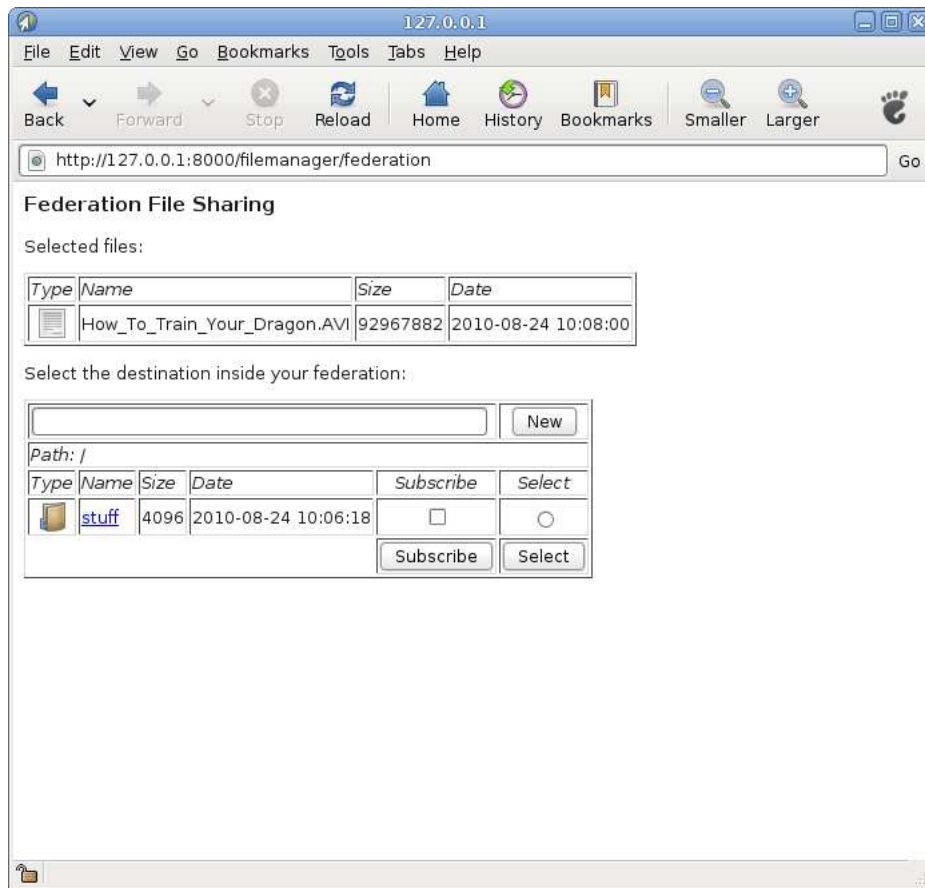 127.0.0.1
File Edit View Go Bookmarks Tools Tabs Help
Back Forward Stop Reload Home History Bookmarks Smaller Larger
http://127.0.0.1:8000/filemanager/federation Go
Federation File Sharing
Selected files:
Type Name Size Date
How_To_Train_Your_Dragon.AVI 92967882 2010-08-24 10:08:00
Select the destination inside your federation:
New
Path: /
Type Name Size Date Subscribe Select
stuff 4096 2010-08-24 10:06:18
Subscribe Select